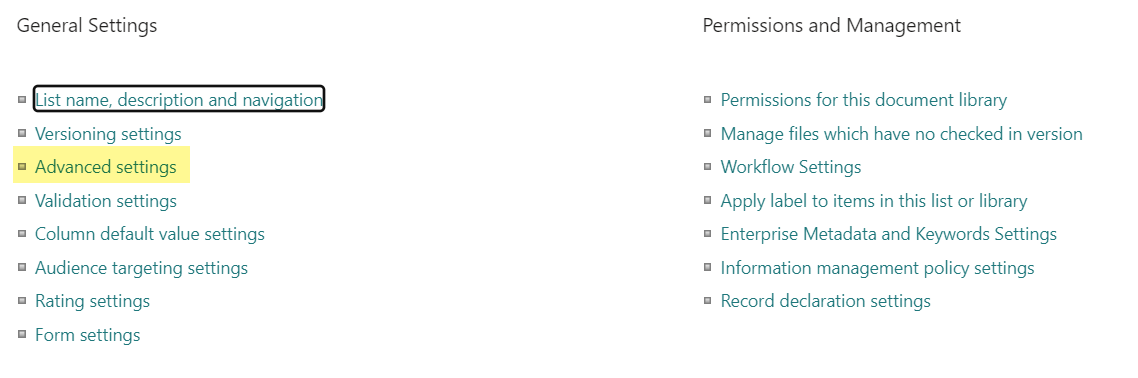 General Settings
List name, description and navigation
Versioning settings
Advanced settings
Validation settings
Column default value settings
Audience targeting settings
Rating settings
Form settings
Permissions and Management
Permissions for this document library
Manage files which have no checked in version
Workflow Settings
Apply label to items in this list or library
Enterprise Metadata and Keywords Settings
Information management policy settings
Record declaration settings